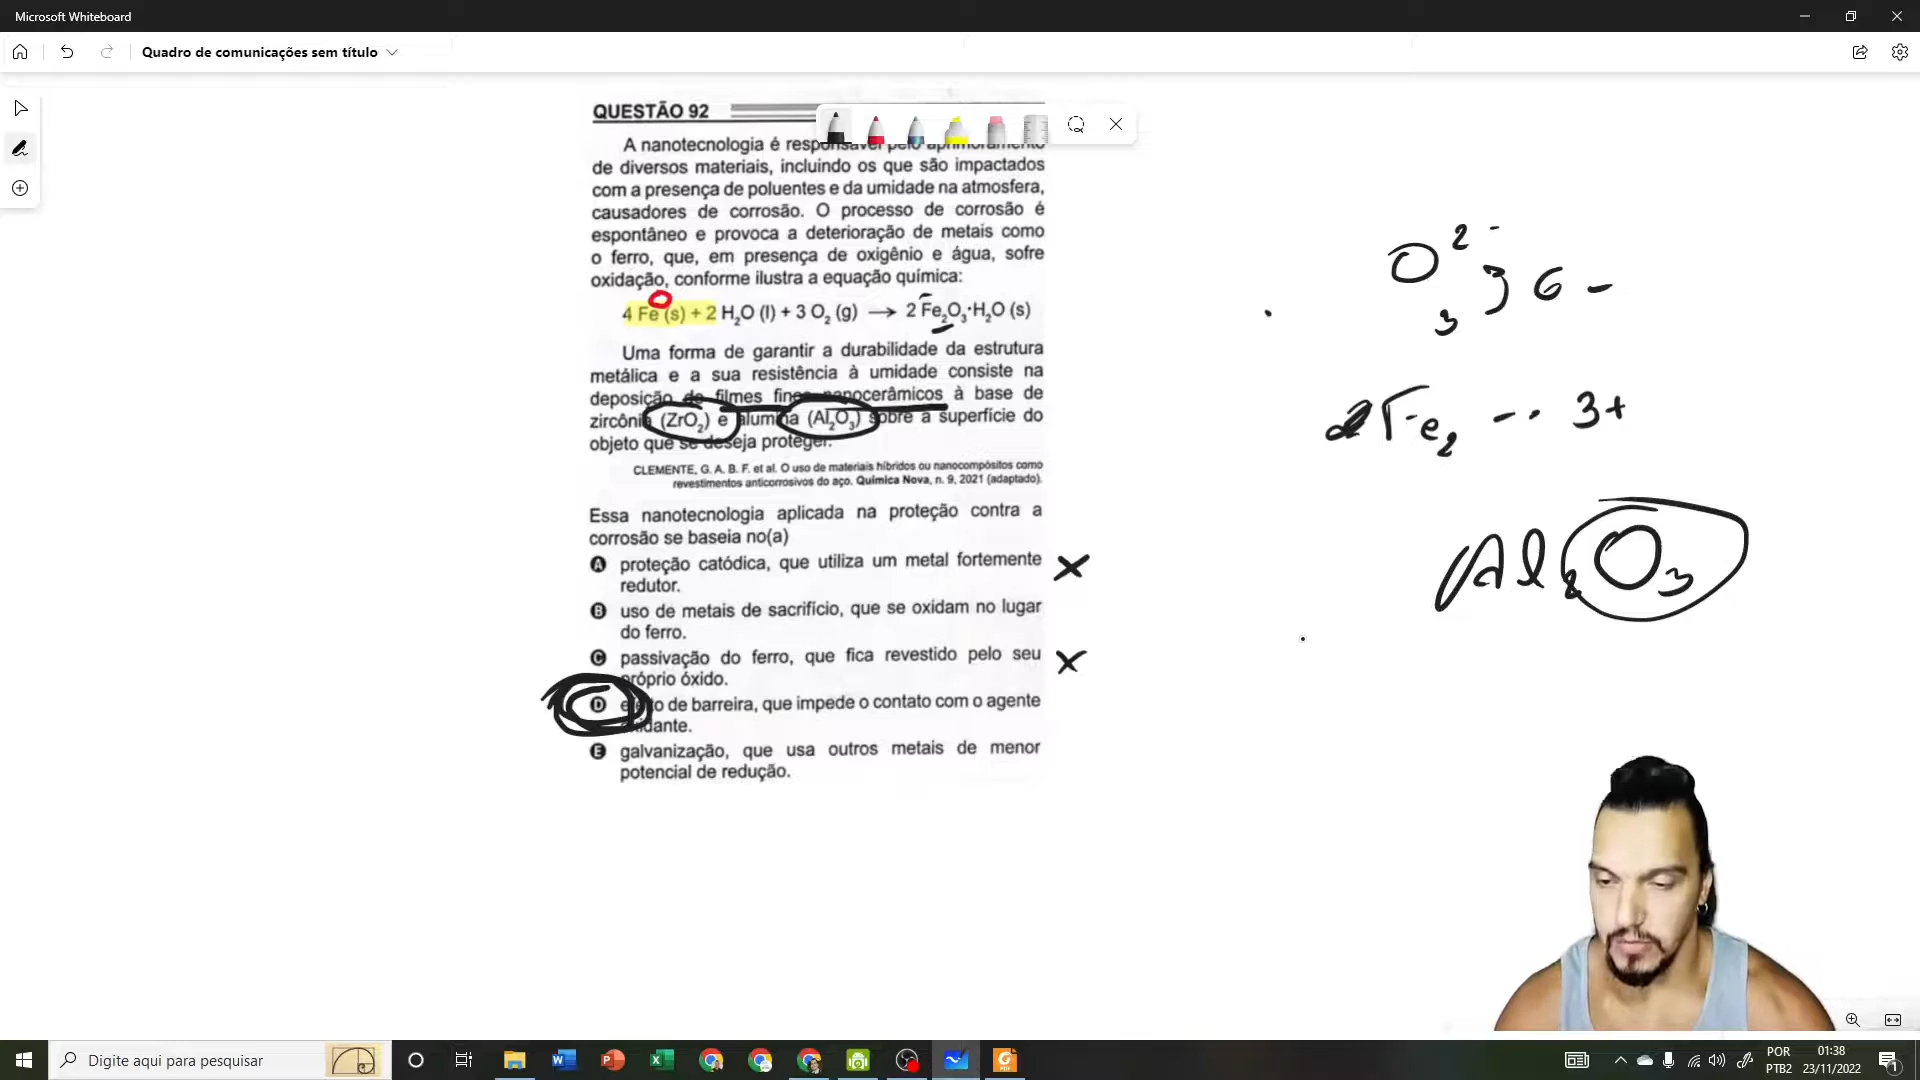 Microsoft Whiteboard
Quadro de comunicações sem título
QUESTÃO 92
A nanotecnologia é responsável pelo aprimoramento
de diversos materiais, incluindo os que são impactados
com a presença de poluentes e da umidade na atmosfera,
causadores de corrosão. O processo de corrosão é
espontâneo e provoca a deterioração de metais como
o ferro, que, em presença de oxigênio e água, sofre
oxidação, conforme ilustra a equação química:
4 Fe (s) + 2 H₂O (l) + 3 O₂ (g) → 2 Fe₂O₃·H₂O (s)
Uma forma de garantir a durabilidade da estrutura
metálica e a sua resistência à umidade consiste na
deposição de filmes finos nanocerâmicos à base de
zircônia (ZrO₂) e alumina (Al₂O₃) sobre a superfície do
objeto que se deseja proteger.
CLEMENTE, G. A. B. F. et al. O uso de materiais híbridos ou nanocompósitos como
revestimentos anticorrosivos do aço. Química Nova, n. 9, 2021 (adaptado).
Essa nanotecnologia aplicada na proteção contra a
corrosão se baseia no(a)
A proteção catódica, que utiliza um metal fortemente
redutor.
B uso de metais de sacrifício, que se oxidam no lugar
do ferro.
C passivação do ferro, que fica revestido pelo seu
próprio óxido.
D efeito de barreira, que impede o contato com o agente
oxidante.
E galvanização, que usa outros metais de menor
potencial de redução.
O 2-
3 } 6 -
Fe₂ -- 3+
Al₂O₃
Digite aqui para pesquisar
POR
PTB2
01:38
23/11/2022
1